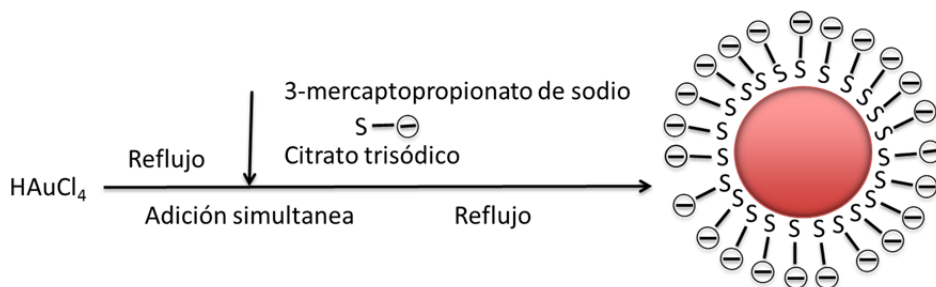 3-mercaptopropionato de sodio
S
Citrato trisódico
Reflujo
HAuCl₄
Adición simultanea
Reflujo
S S S S S S S S S S S S S S S S S S S S S S S S S